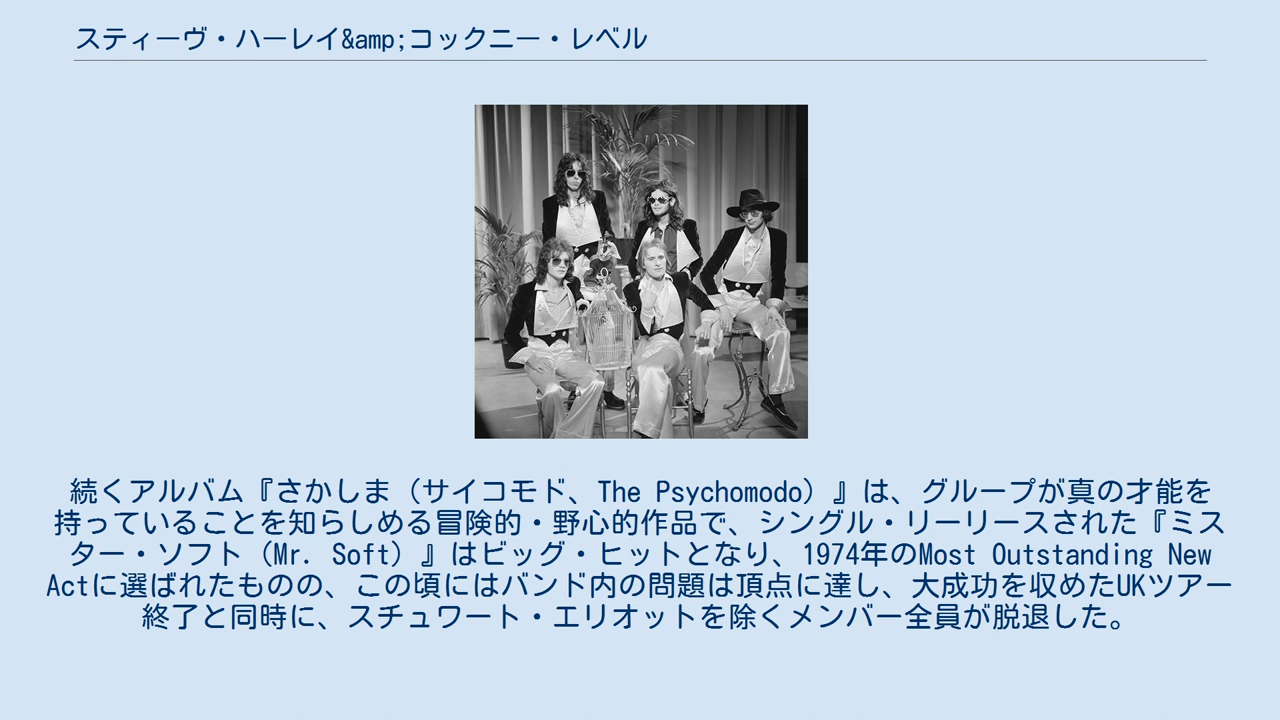 スティーヴ・ハーレイ&amp;コックニー・レベル
続くアルバム『さかしま（サイコモド、The Psychomodo）』は、グループが真の才能を
持っていることを知らしめる冒険的・野心的作品で、シングル・リーリースされた『ミス
ター・ソフト（Mr. Soft）』はビッグ・ヒットとなり、1974年のMost Outstanding New
Actに選ばれたものの、この頃にはバンド内の問題は頂点に達し、大成功を収めたUKツアー
終了と同時に、スチュワート・エリオットを除くメンバー全員が脱退した。